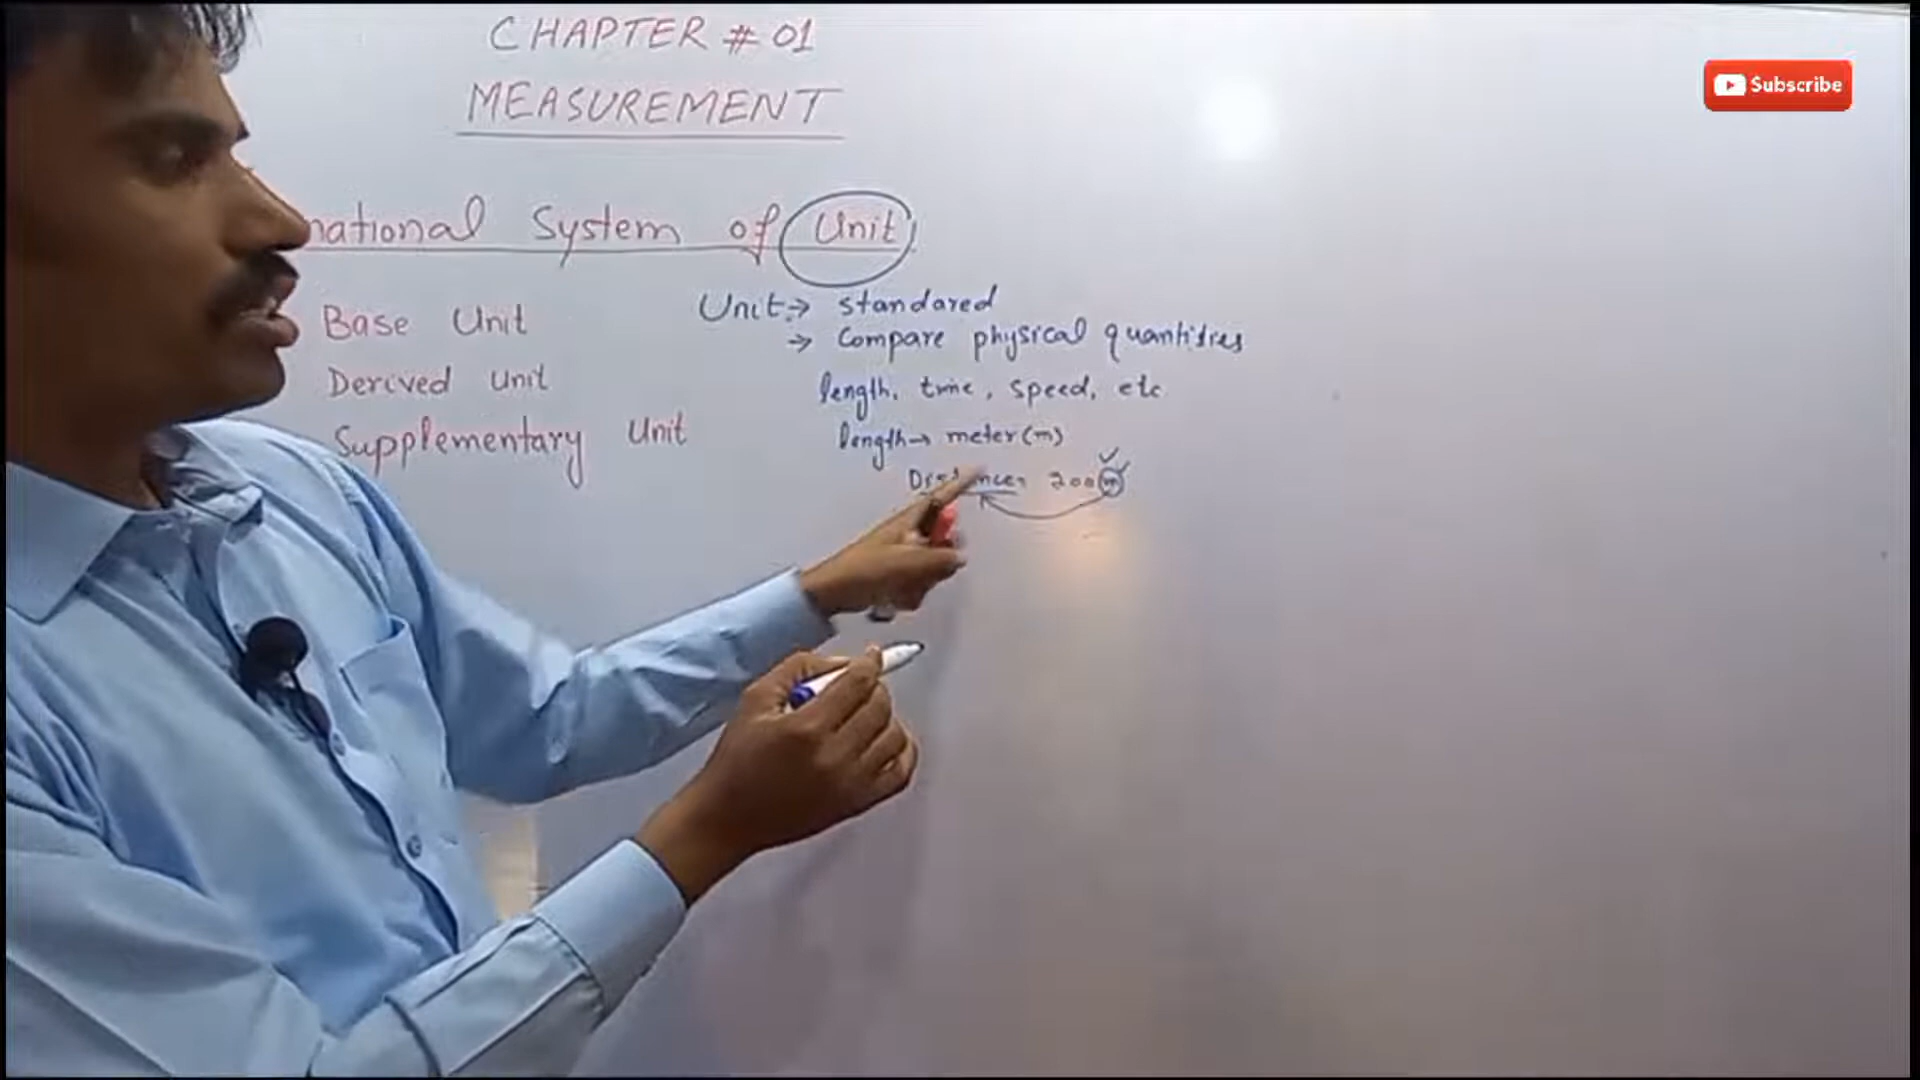 CHAPTER # 01
MEASUREMENT
national System of Unit
Base Unit
Derived Unit
Supplementary Unit
Unit:→ standared
→ Compare physical quantities
length, time, speed, etc
length→ meter(m)
200 m
Subscribe